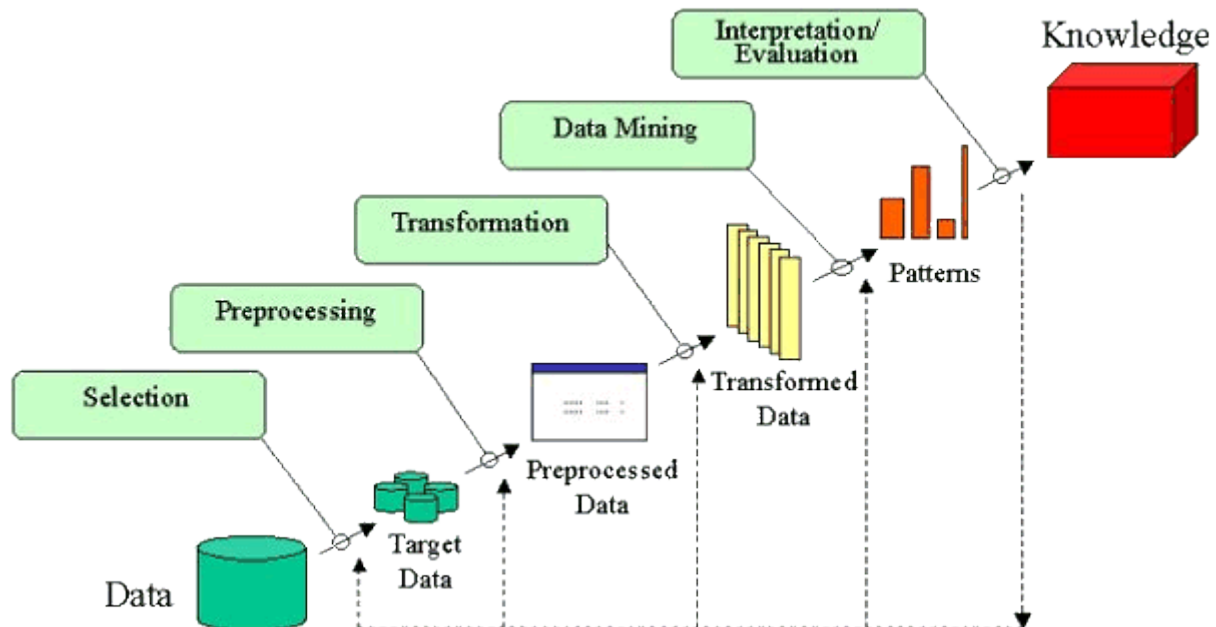 Interpretation/
Evaluation
Knowledge
Data Mining
Transformation
Patterns
Preprocessing
Transformed
Data
Selection
Preprocessed
Data
Target
Data
Data